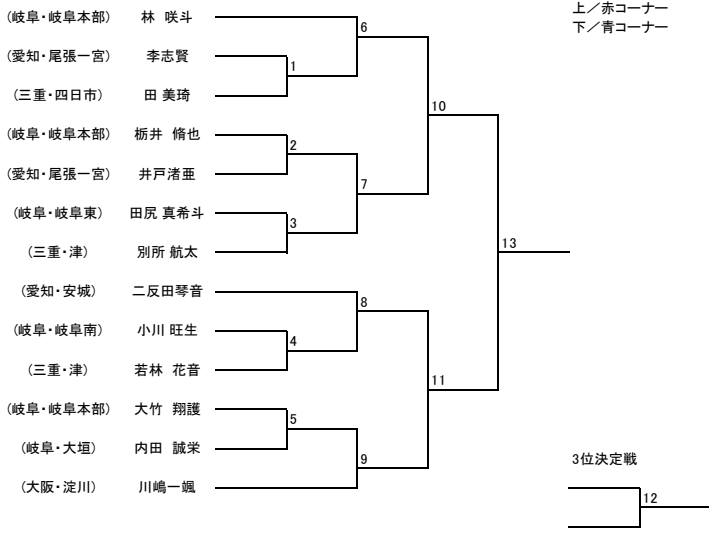 上／赤コーナー
下／青コーナー
(岐阜・岐阜本部) 林 咲斗
(愛知・尾張一宮) 李志賢
(三重・四日市) 田 美琦
(岐阜・岐阜本部) 栃井 脩也
(愛知・尾張一宮) 井戸渚亜
(岐阜・岐阜東) 田尻 真希斗
(三重・津) 別所 航太
(愛知・安城) 二反田琴音
(岐阜・岐阜南) 小川 旺生
(三重・津) 若林 花音
(岐阜・岐阜本部) 大竹 翔護
(岐阜・大垣) 内田 誠栄
(大阪・淀川) 川嶋一颯
1
2
3
4
5
6
7
8
9
10
11
13
3位決定戦
12